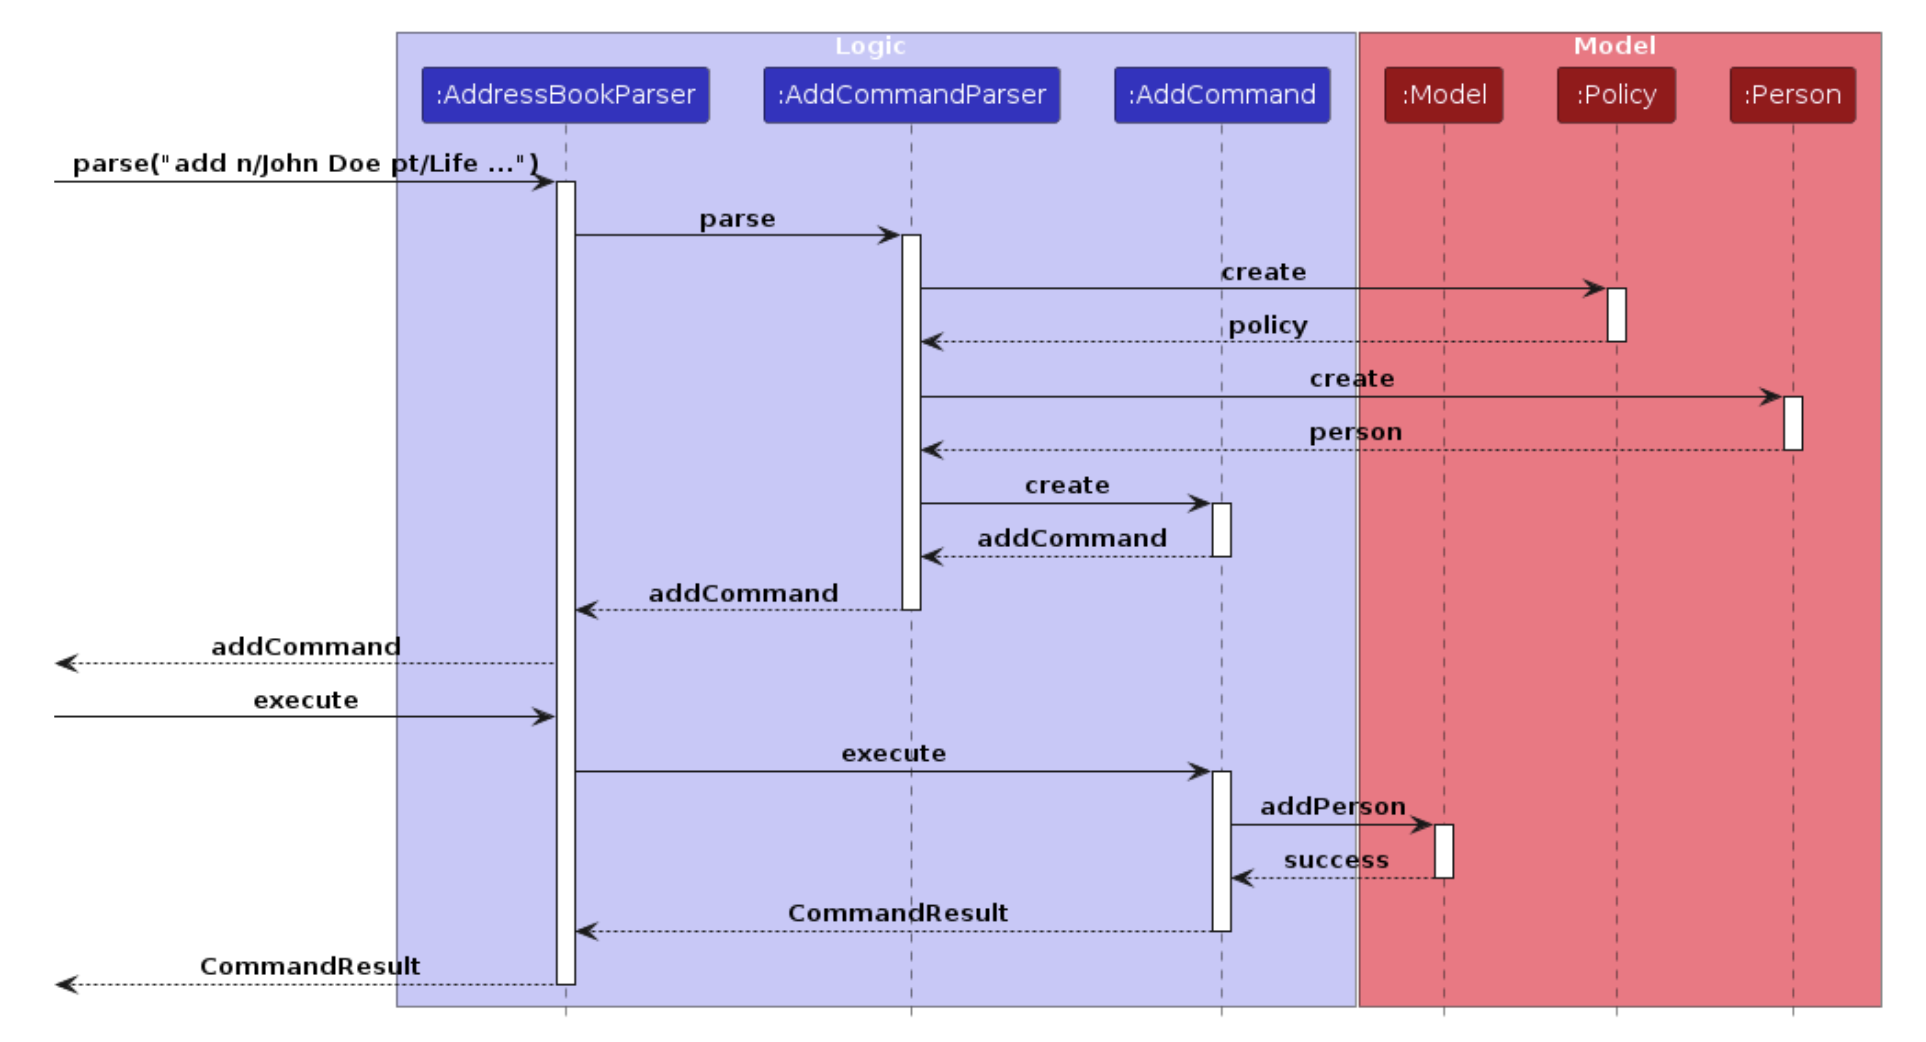 Logic
Model
:AddressBookParser
:AddCommandParser
:AddCommand
:Model
:Policy
:Person
parse("add n/John Doe pt/Life ...")
parse
create
policy
create
person
create
addCommand
addCommand
addCommand
execute
execute
addPerson
success
CommandResult
CommandResult